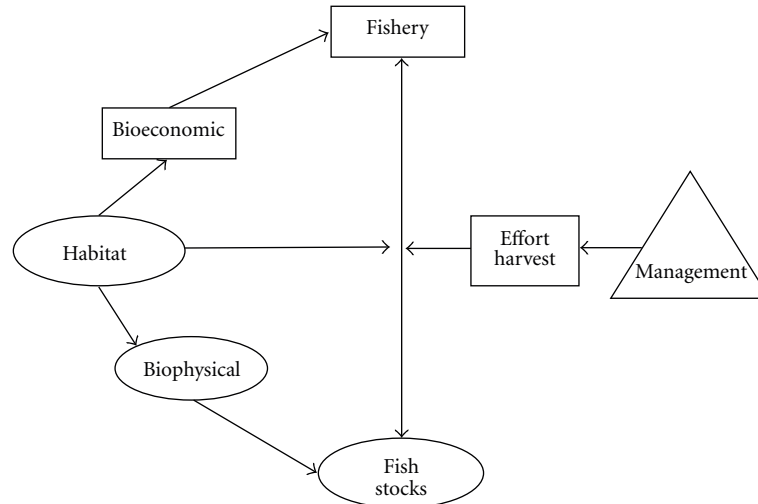 Fishery
Bioeconomic
Habitat
Effort
harvest
Management
Biophysical
Fish
stocks